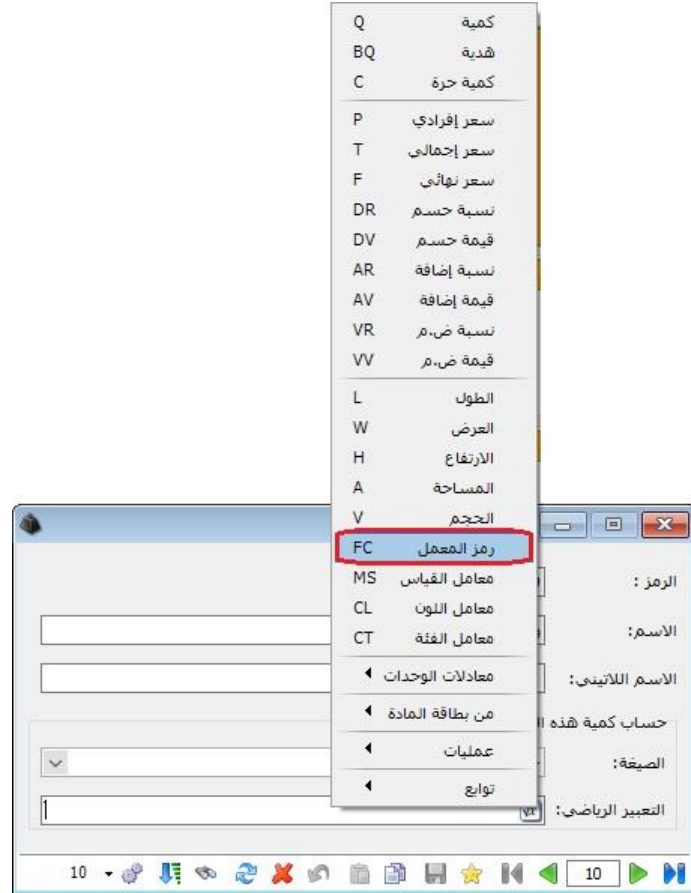 كمية Q
هدية BQ
كمية حرة C
سعر إفرادي P
سعر إجمالي T
سعر نهائي F
نسبة حسم DR
قيمة حسم DV
نسبة إضافة AR
قيمة إضافة AV
نسبة ض.م VR
قيمة ض.م VV
الطول L
العرض W
الارتفاع H
المساحة A
الحجم V
رمز المعمل FC
معامل القياس MS
معامل اللون CL
معامل الفئة CT
معادلات الوحدات
من بطاقة المادة
عمليات
توابع
الرمز :
الاسم:
الاسم اللاتيني:
حساب كمية هذه
الصيغة:
التعبير الرياضي:
1
10
10